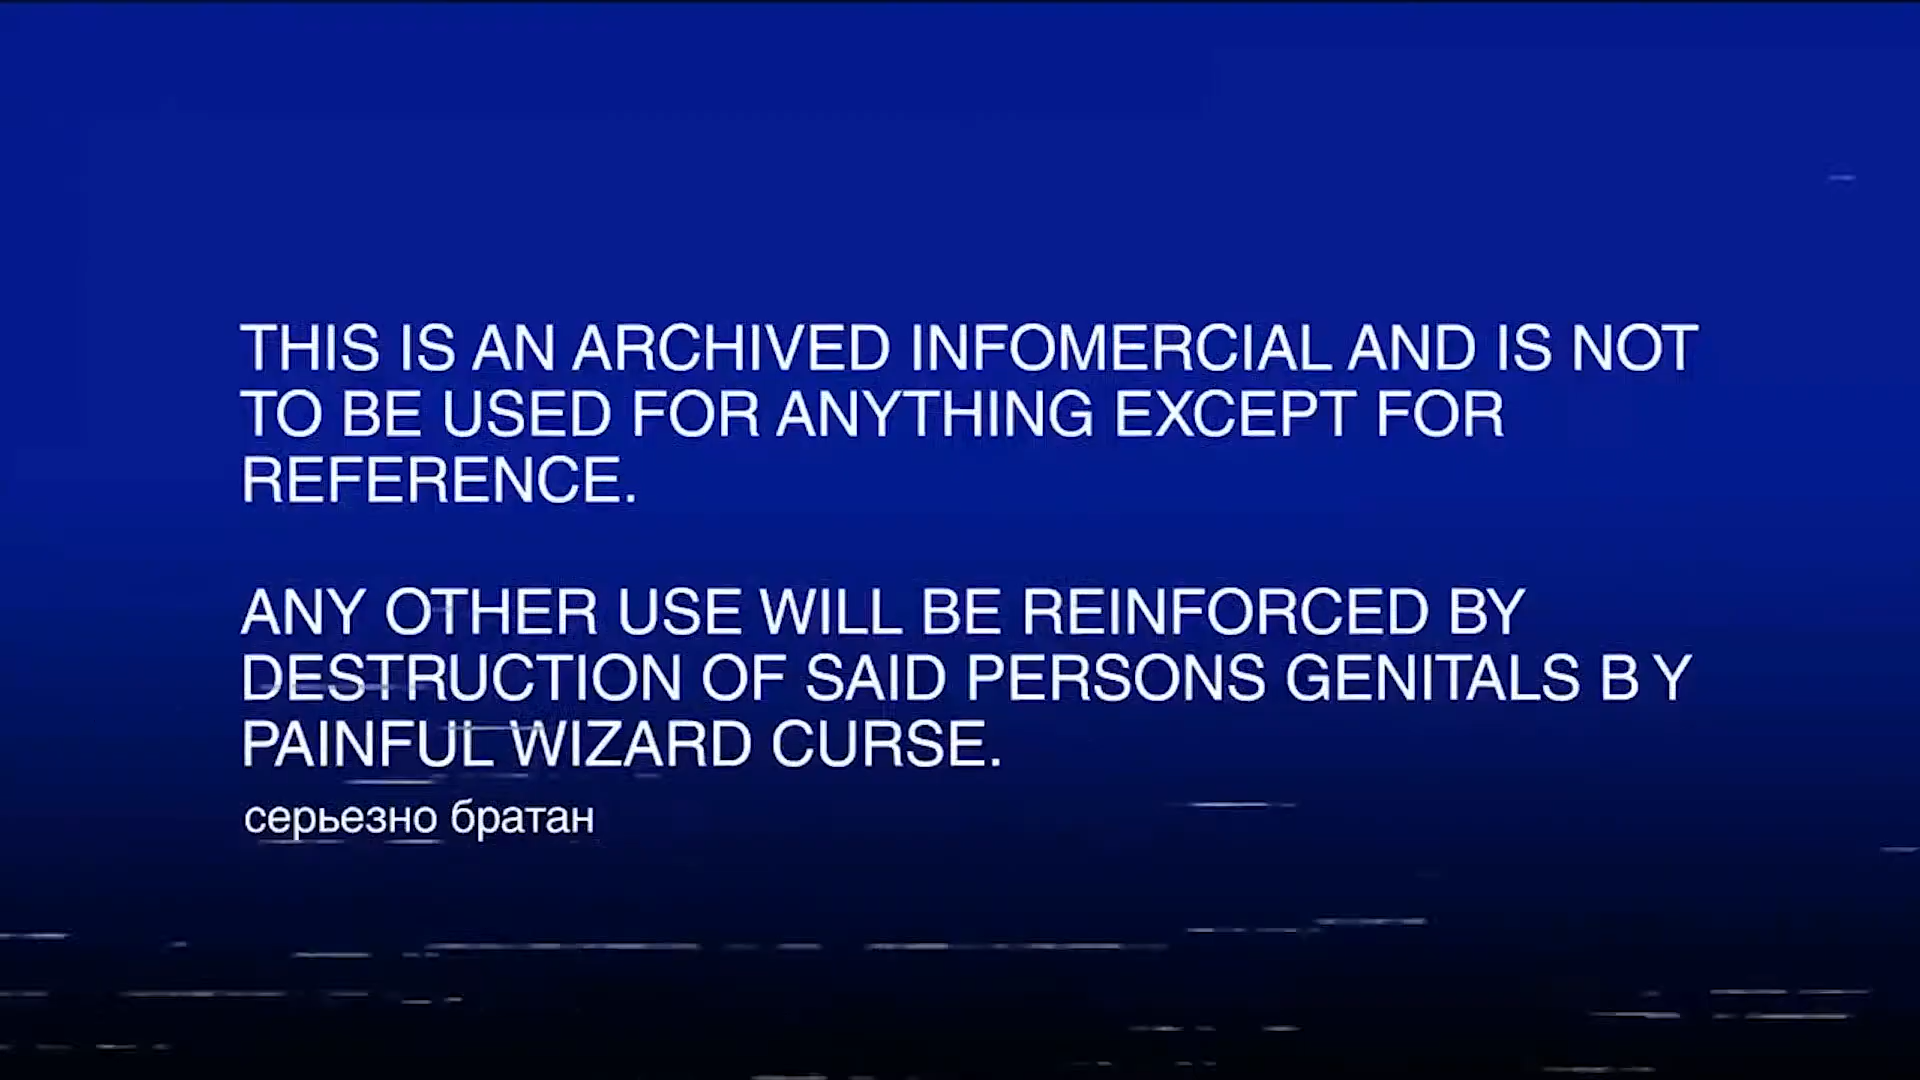 THIS IS AN ARCHIVED INFOMERCIAL AND IS NOT
TO BE USED FOR ANYTHING EXCEPT FOR
REFERENCE.
ANY OTHER USE WILL BE REINFORCED BY
DESTRUCTION OF SAID PERSONS GENITALS B Y
PAINFUL WIZARD CURSE.
серьезно братан